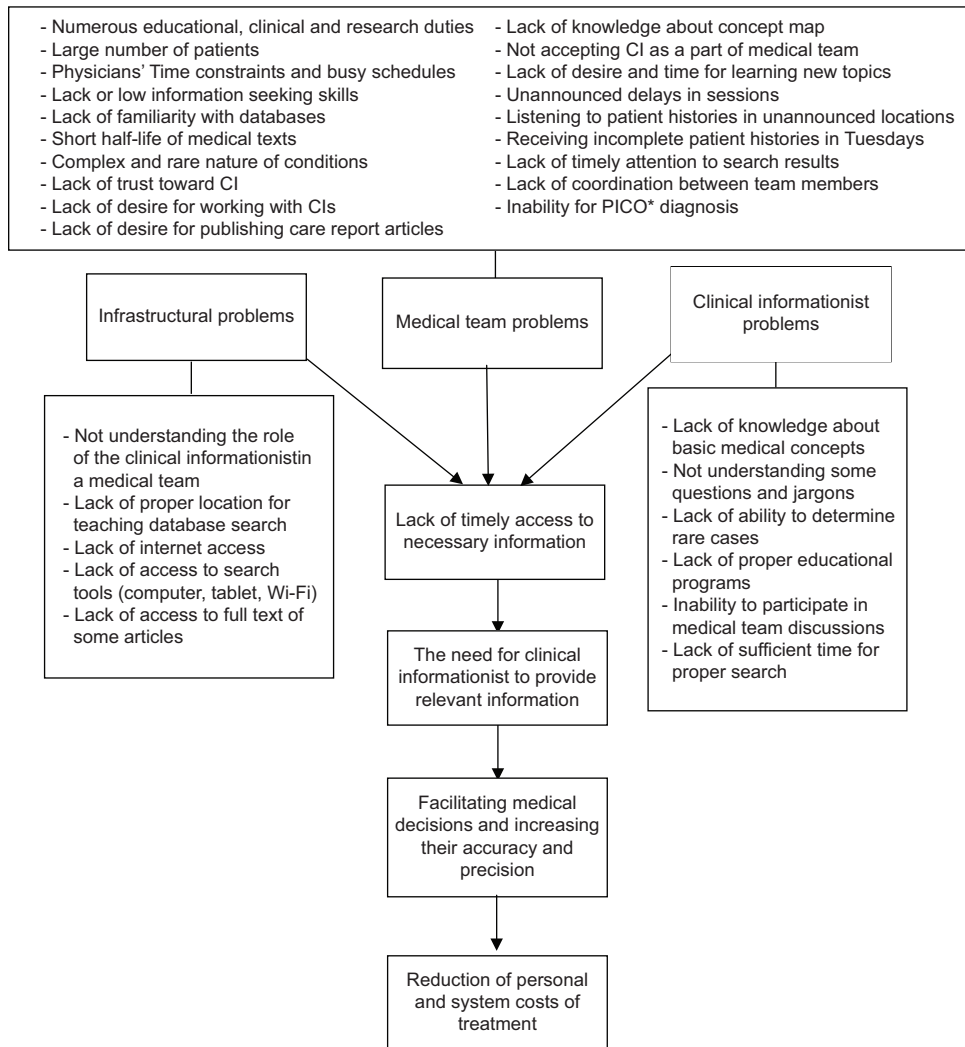 - Numerous educational, clinical and research duties
- Large number of patients
- Physicians' Time constraints and busy schedules
- Lack or low information seeking skills
- Lack of familiarity with databases
- Short half-life of medical texts
- Complex and rare nature of conditions
- Lack of trust toward CI
- Lack of desire for working with CIs
- Lack of desire for publishing care report articles
- Lack of knowledge about concept map
- Not accepting CI as a part of medical team
- Lack of desire and time for learning new topics
- Unannounced delays in sessions
- Listening to patient histories in unannounced locations
- Receiving incomplete patient histories in Tuesdays
- Lack of timely attention to search results
- Lack of coordination between team members
- Inability for PICO* diagnosis
Infrastructural problems
Medical team problems
Clinical informationist
problems
- Not understanding the role
of the clinical informationistin
a medical team
- Lack of proper location for
teaching database search
- Lack of internet access
- Lack of access to search
tools (computer, tablet, Wi-Fi)
- Lack of access to full text of
some articles
- Lack of knowledge about
basic medical concepts
- Not understanding some
questions and jargons
- Lack of ability to determine
rare cases
- Lack of proper educational
programs
- Inability to participate in
medical team discussions
- Lack of sufficient time for
proper search
Lack of timely access to
necessary information
The need for clinical
informationist to provide
relevant information
Facilitating medical
decisions and increasing
their accuracy and
precision
Reduction of personal
and system costs of
treatment